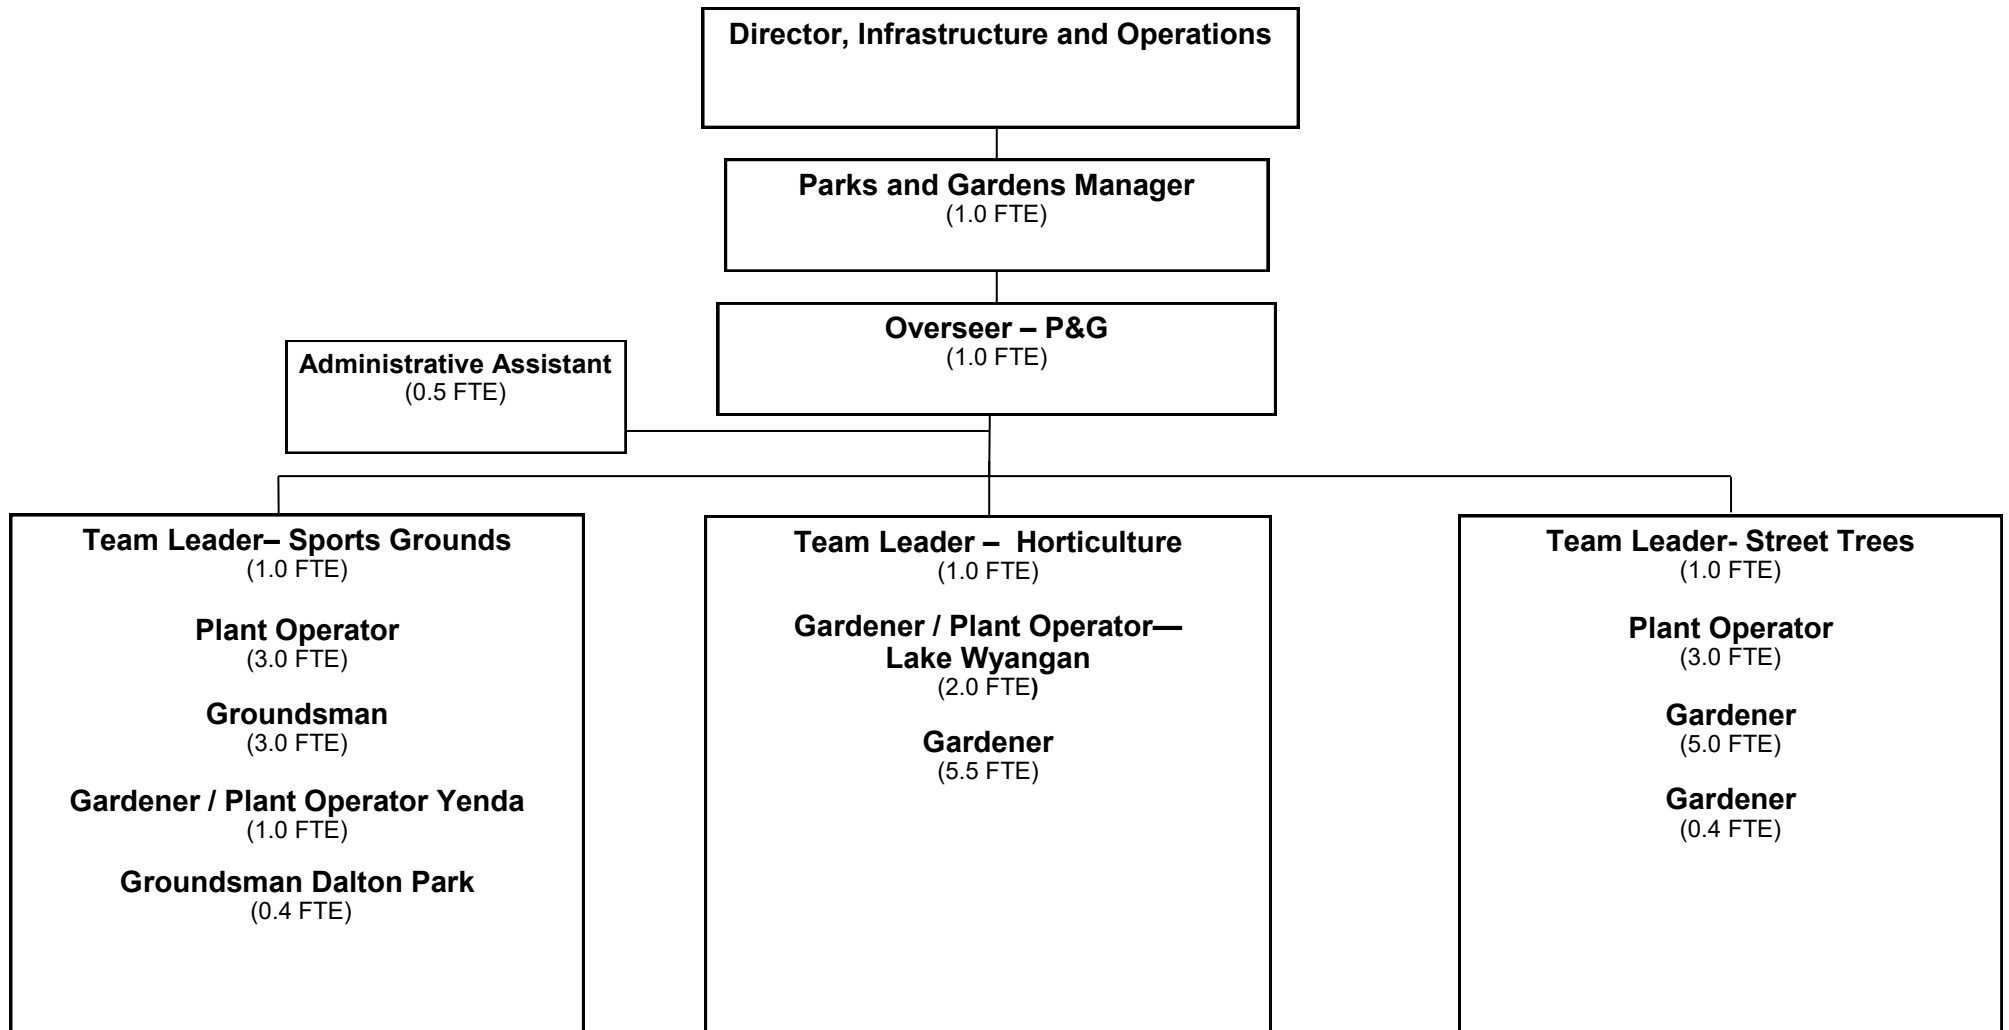 Director, Infrastructure and Operations
Parks and Gardens Manager
(1.0 FTE)
Overseer – P&G
(1.0 FTE)
Administrative Assistant
(0.5 FTE)
Team Leader– Sports Grounds
(1.0 FTE)
Plant Operator
(3.0 FTE)
Groundsman
(3.0 FTE)
Gardener / Plant Operator Yenda
(1.0 FTE)
Groundsman Dalton Park
(0.4 FTE)
Team Leader – Horticulture
(1.0 FTE)
Gardener / Plant Operator—
Lake Wyangan
(2.0 FTE)
Gardener
(5.5 FTE)
Team Leader- Street Trees
(1.0 FTE)
Plant Operator
(3.0 FTE)
Gardener
(5.0 FTE)
Gardener
(0.4 FTE)